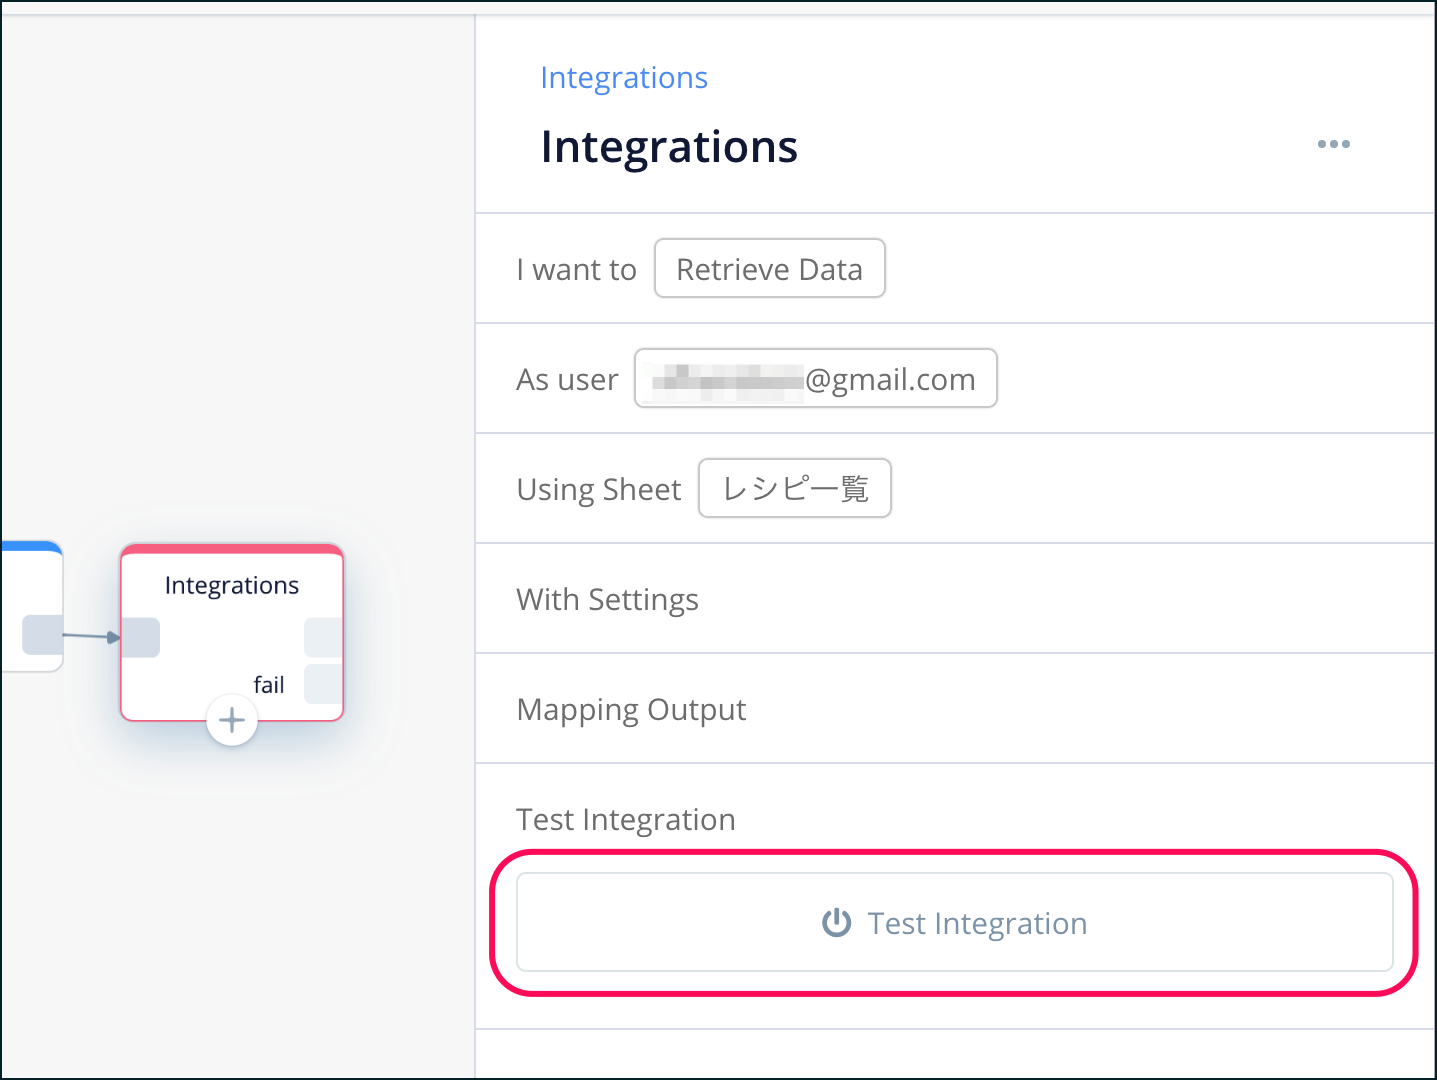 Integrations
Integrations
I want to Retrieve Data
As user @gmail.com
Using Sheet レシピ一覧
With Settings
Mapping Output
Test Integration
Test Integration
Integrations
fail